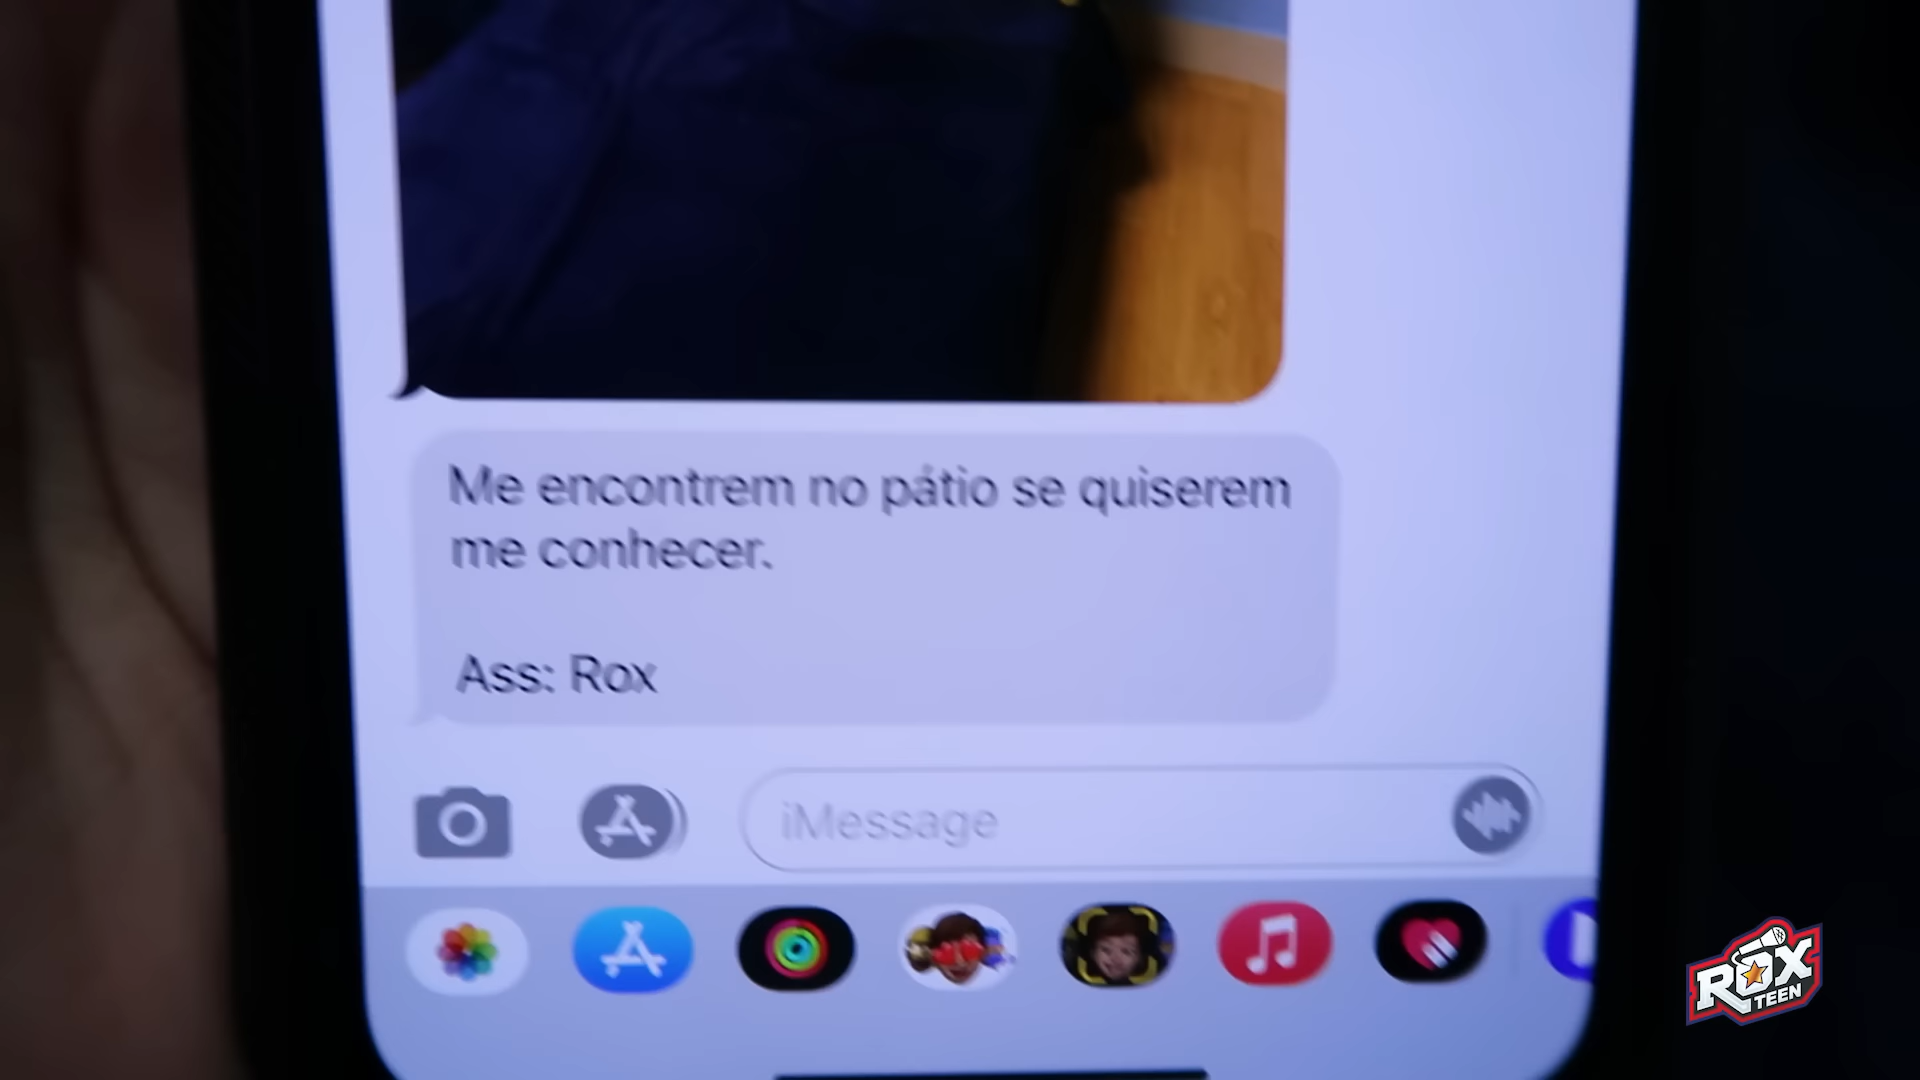 Me encontrem no pátio se quiserem
me conhecer.
Ass: Rox
iMessage
ROX
TEEN